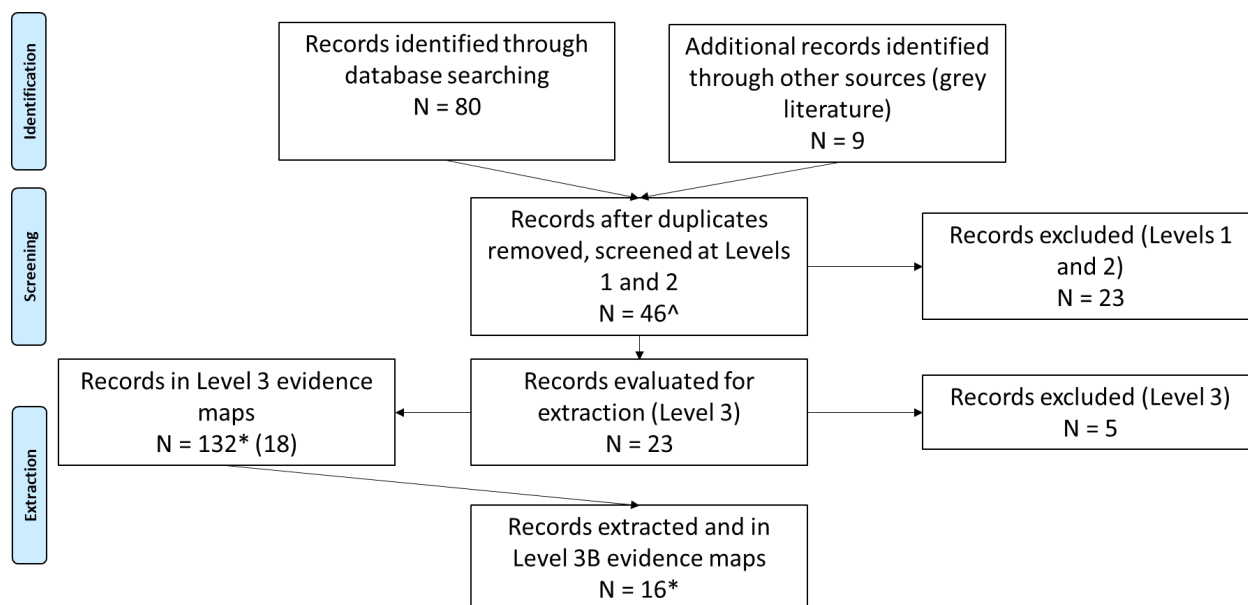 Identification
Records identified through
database searching
N = 80
Additional records identified
through other sources (grey
literature)
N = 9
Screening
Records after duplicates
removed, screened at Levels
1 and 2
N = 46^
Records excluded (Levels 1
and 2)
N = 23
Extraction
Records in Level 3 evidence
maps
N = 132* (18)
Records evaluated for
extraction (Level 3)
N = 23
Records excluded (Level 3)
N = 5
Records extracted and in
Level 3B evidence maps
N = 16*